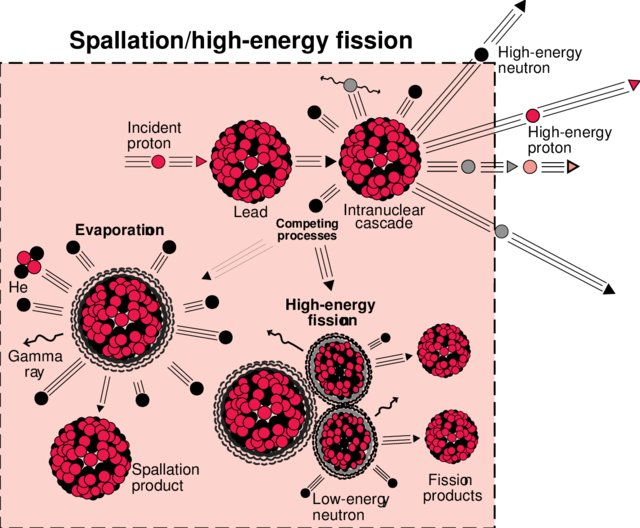 Spallation/high-energy fission
High-energy
neutron
High-energy
proton
Incident
proton
Lead
Intranuclear
cascade
Competing
processes
Evaporation
He
Gamma
ray
High-energy
fission
Spallation
product
Low-energy
neutron
Fission
products